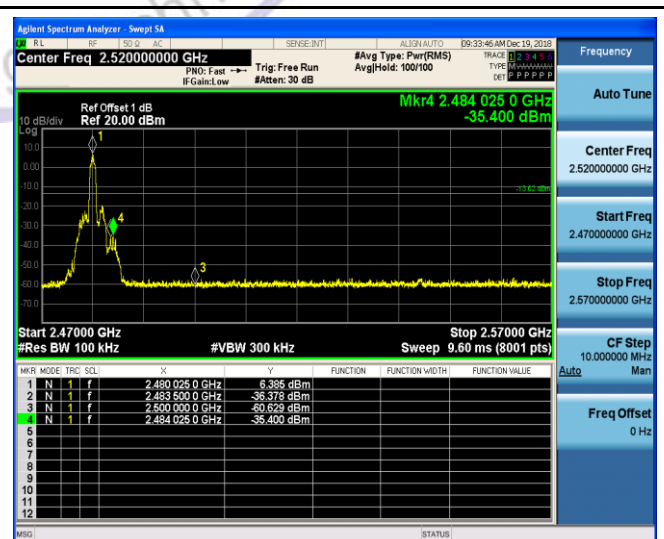 Agilent Spectrum Analyzer - Swept SA
RL RF 50 Ω AC SENSE:INT ALIGN AUTO 09:33:46 AM Dec 19, 2018
Center Freq 2.520000000 GHz #Avg Type: Pwr(RMS) TRACE 1 2 3 4 5 6
PNO: Fast Trig: Free Run Avg|Hold: 100/100 TYPE
IFGain:Low #Atten: 30 dB DET P P P P P P
Mkr4 2.484 025 0 GHz
Ref Offset 1 dB
10 dB/div Ref 20.00 dBm -35.400 dBm
Log
10.0
0.00
-10.0
-20.0
-30.0
-40.0
-50.0
-60.0
-70.0
1
4
3
-13.62 dBm
Start 2.47000 GHz Stop 2.57000 GHz
#Res BW 100 kHz #VBW 300 kHz Sweep 9.60 ms (8001 pts)
MKR MODE TRC SCL X Y FUNCTION FUNCTION WIDTH FUNCTION VALUE
1 N 1 f 2.480 025 0 GHz 6.385 dBm
2 N 1 f 2.483 500 0 GHz -36.378 dBm
3 N 1 f 2.500 000 0 GHz -60.629 dBm
4 N 1 f 2.484 025 0 GHz -35.400 dBm
5
6
7
8
9
10
11
12
MSG STATUS
Frequency
Auto Tune
Center Freq
2.520000000 GHz
Start Freq
2.470000000 GHz
Stop Freq
2.570000000 GHz
CF Step
10.000000 MHz
Auto Man
Freq Offset
0 Hz